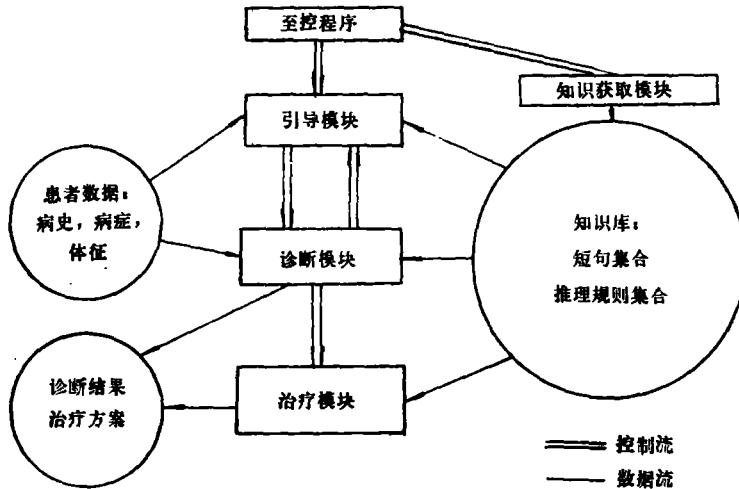 至控程序
知识获取模块
引导模块
患者数据：
病史，病症，
体征
知识库：
短句集合
推理规则集合
诊断模块
诊断结果
治疗方案
治疗模块
控制流
数据流